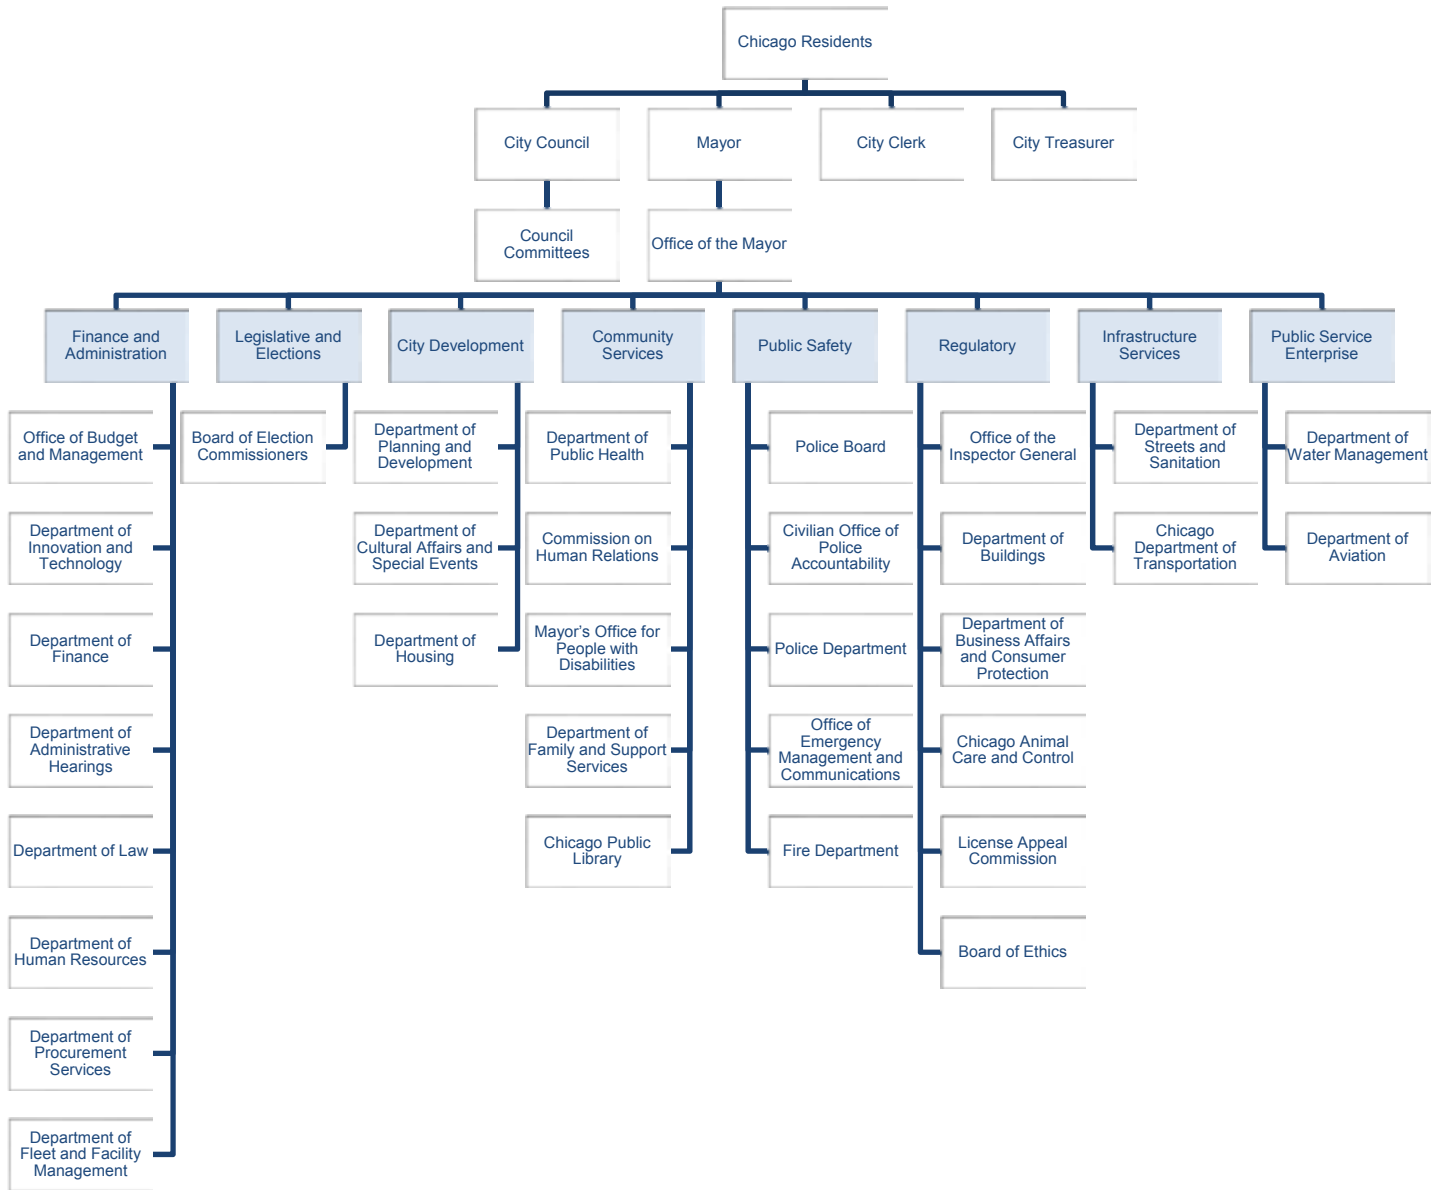 Chicago Residents
City Council
Mayor
City Clerk
City Treasurer
Council
Committees
Office of the Mayor
Finance and
Administration
Legislative and
Elections
City Development
Community
Services
Public Safety
Regulatory
Infrastructure
Services
Public Service
Enterprise
Office of Budget
and Management
Department of
Innovation and
Technology
Department of
Finance
Department of
Administrative
Hearings
Department of Law
Department of
Human Resources
Department of
Procurement
Services
Department of
Fleet and Facility
Management
Board of Election
Commissioners
Department of
Planning and
Development
Department of
Cultural Affairs and
Special Events
Department of
Housing
Department of
Public Health
Commission on
Human Relations
Mayor’s Office for
People with
Disabilities
Department of
Family and Support
Services
Chicago Public
Library
Police Board
Civilian Office of
Police
Accountability
Police Department
Office of
Emergency
Management and
Communications
Fire Department
Office of the
Inspector General
Department of
Buildings
Department of
Business Affairs
and Consumer
Protection
Chicago Animal
Care and Control
License Appeal
Commission
Board of Ethics
Department of
Streets and
Sanitation
Chicago
Department of
Transportation
Department of
Water Management
Department of
Aviation